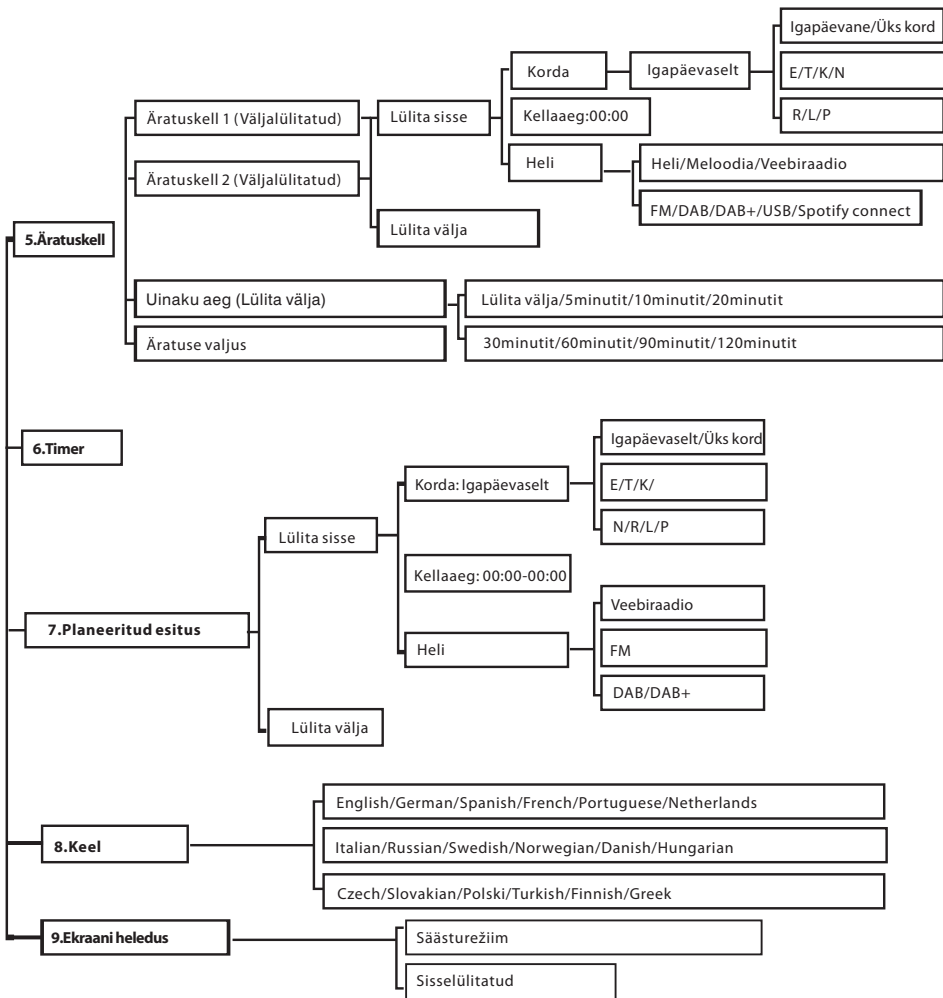 5.Äratuskell
Äratuskell 1 (Väljalülitatud)
Äratuskell 2 (Väljalülitatud)
Lülita sisse
Korda
Igapäevaselt
Igapäevane/Üks kord
E/T/K/N
R/L/P
Kellaaeg:00:00
Heli
Heli/Meloodia/Veebiraadio
FM/DAB/DAB+/USB/Spotify connect
Lülita välja
Uinaku aeg (Lülita välja)
Äratuse valjus
Lülita välja/5minutit/10minutit/20minutit
30minutit/60minutit/90minutit/120minutit
6.Timer
7.Planeeritud esitus
Lülita sisse
Korda: Igapäevaselt
Igapäevaselt/Üks kord
E/T/K/
N/R/L/P
Kellaaeg: 00:00-00:00
Heli
Veebiraadio
FM
DAB/DAB+
Lülita välja
8.Keel
English/German/Spanish/French/Portuguese/Netherlands
Italian/Russian/Swedish/Norwegian/Danish/Hungarian
Czech/Slovakian/Polski/Turkish/Finnish/Greek
9.Ekraani heledus
Säästurežiim
Sisselülitatud